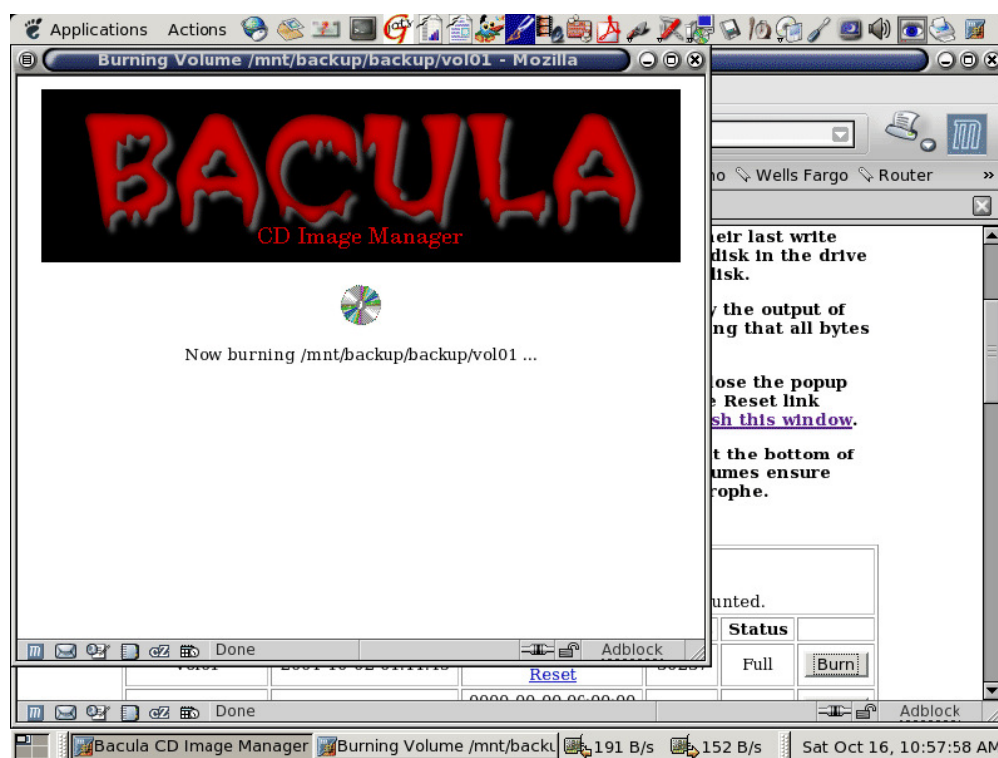 Applications Actions
Burning Volume /mnt/backup/backup/vol01 - Mozilla
BACULA
CD Image Manager
Now burning /mnt/backup/backup/vol01 ...
Wells Fargo Router »
eir last write
disk in the drive
disk.
the output of
ng that all bytes
ose the popup
Reset link
sh this window.
t the bottom of
umes ensure
rophe.
unted.
Status
Done
Adblock
Reset
Full
Burn
Done
Adblock
Bacula CD Image Manager
Burning Volume /mnt/backu
191 B/s
152 B/s
Sat Oct 16, 10:57:58 AM